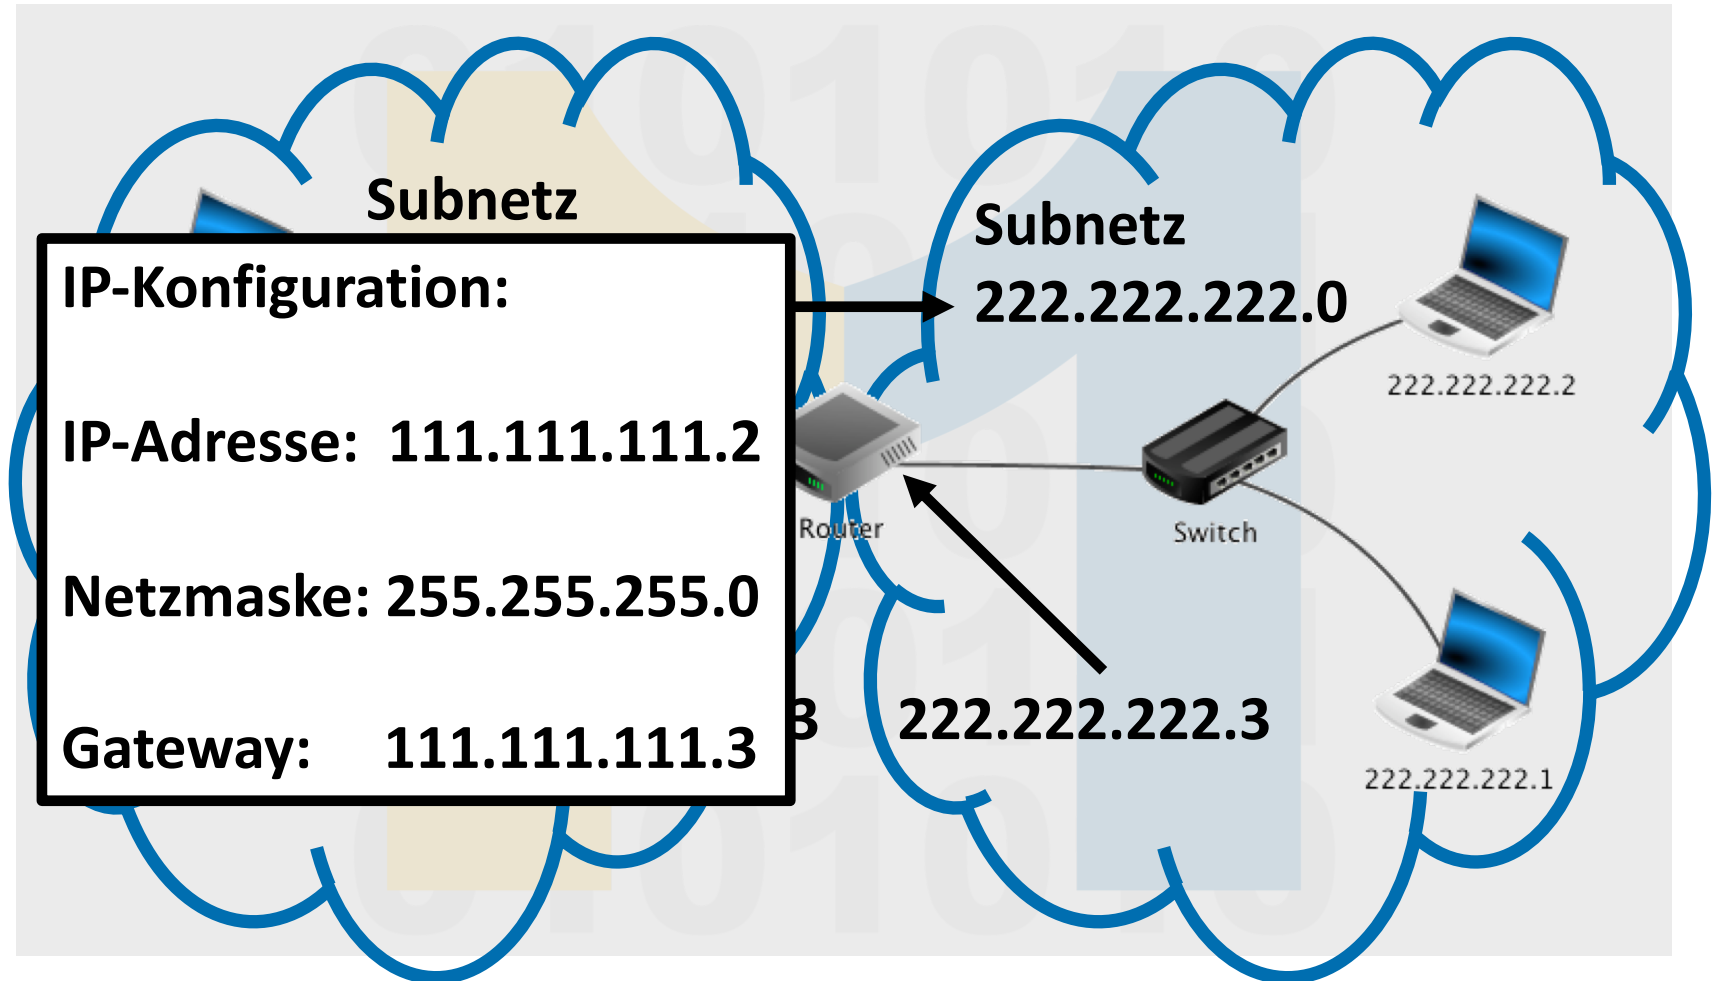 Subnetz
IP-Konfiguration:
IP-Adresse: 111.111.111.2
Netzmaske: 255.255.255.0
Gateway: 111.111.111.3
3
Subnetz
222.222.222.0
222.222.222.2
Router
Switch
222.222.222.3
222.222.222.1